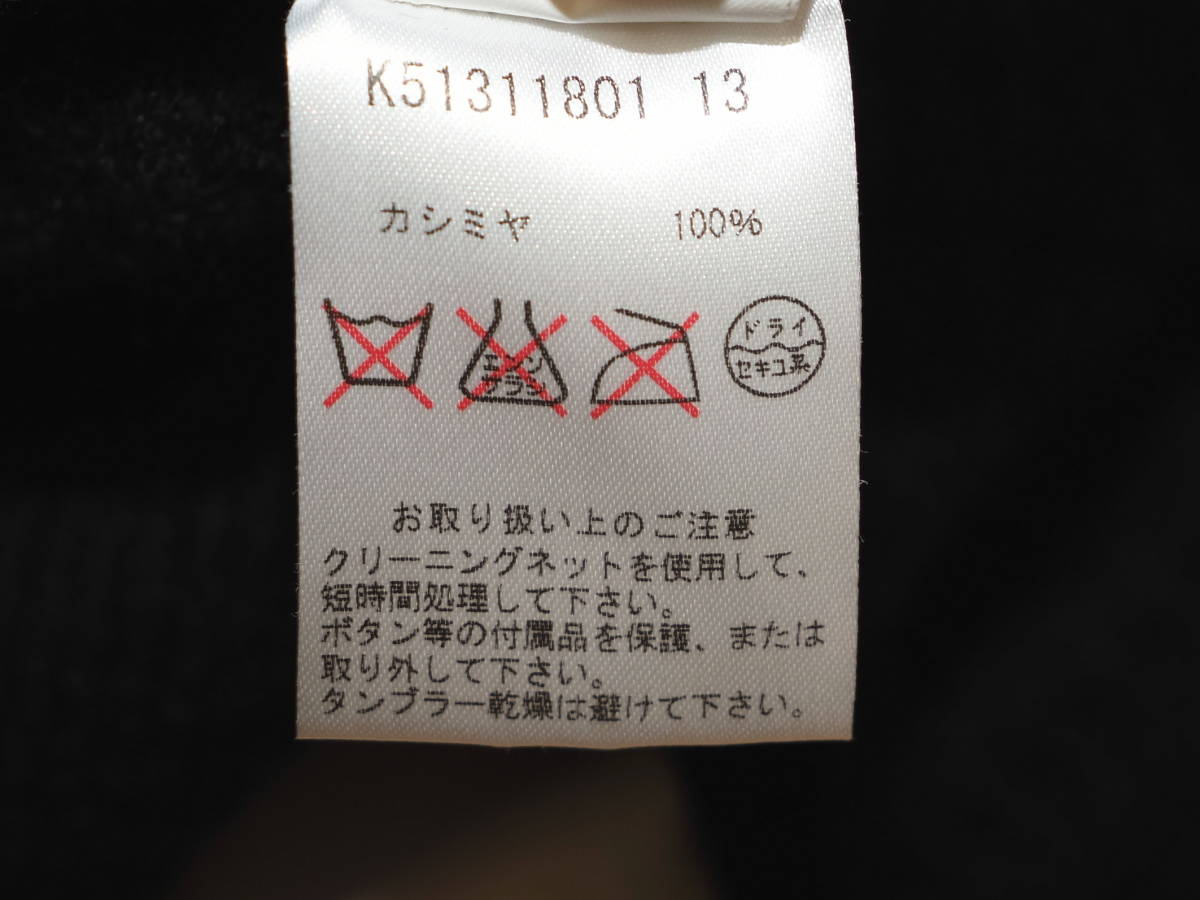 K51311801 13
カシミヤ 100%
エンソ
サラシ
ドライ
セキユ系
お取り扱い上のご注意
クリーニングネットを使用して、
短時間処理して下さい。
ボタン等の付属品を保護、または
取り外して下さい。
タンブラー乾燥は避けて下さい。